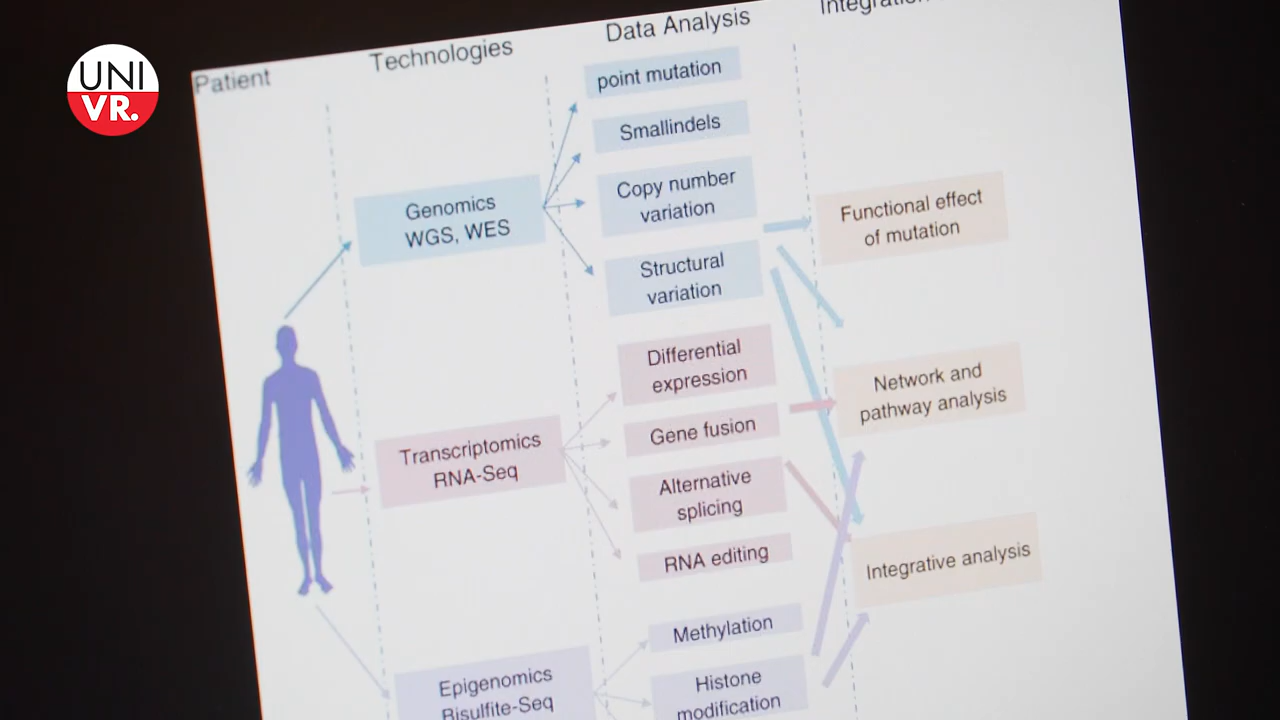 UNI
VR.
Patient
Technologies
Data Analysis
Integration
point mutation
Smallindels
Copy number
variation
Structural
variation
Genomics
WGS, WES
Functional effect
of mutation
Differential
expression
Gene fusion
Alternative
splicing
RNA editing
Transcriptomics
RNA-Seq
Network and
pathway analysis
Integrative analysis
Methylation
Histone
modification
Epigenomics
Bisulfite-Seq